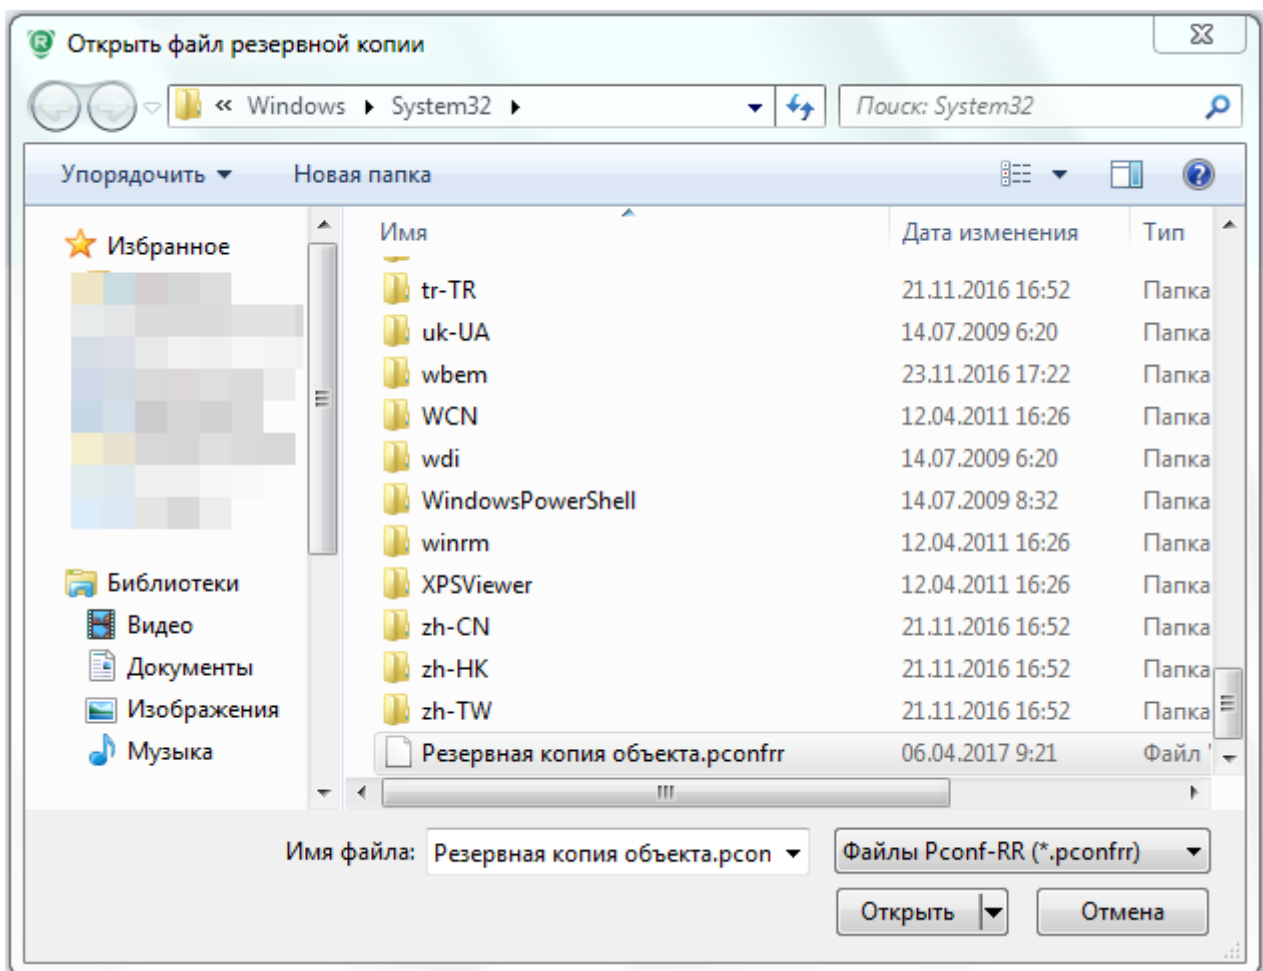 Открыть файл резервной копии
« Windows ▸ System32 ▸ Поиск: System32
Упорядочить ▾ Новая папка
Избранное
Библиотеки
Видео
Документы
Изображения
Музыка
Имя Дата изменения Тип
tr-TR 21.11.2016 16:52 Папка
uk-UA 14.07.2009 6:20 Папка
wbem 23.11.2016 17:22 Папка
WCN 12.04.2011 16:26 Папка
wdi 14.07.2009 6:20 Папка
WindowsPowerShell 14.07.2009 8:32 Папка
winrm 12.04.2011 16:26 Папка
XPSViewer 12.04.2011 16:26 Папка
zh-CN 21.11.2016 16:52 Папка
zh-HK 21.11.2016 16:52 Папка
zh-TW 21.11.2016 16:52 Папка
Резервная копия объекта.pconfrr 06.04.2017 9:21 Файл "
Имя файла: Резервная копия объекта.pcon Файлы Pconf-RR (*.pconfrr)
Открыть Отмена